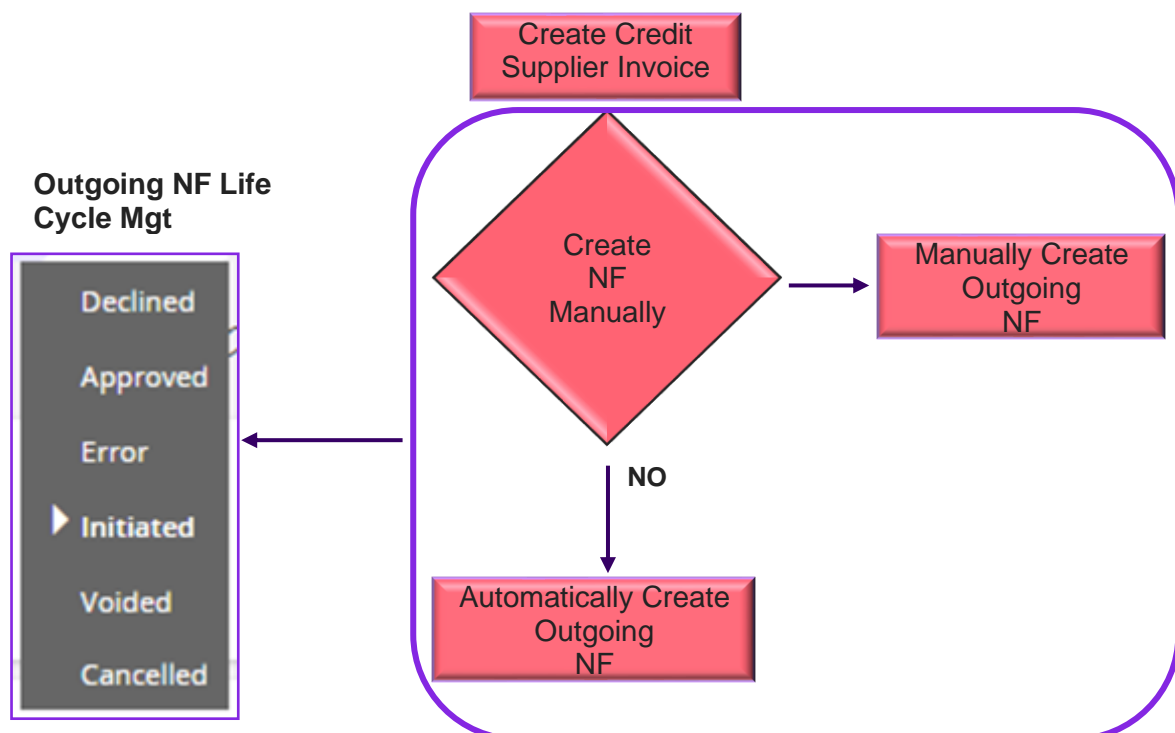 Create Credit
Supplier Invoice
Outgoing NF Life
Cycle Mgt
Declined
Approved
Error
Initiated
Voided
Cancelled
Create
NF
Manually
Manually Create
Outgoing
NF
NO
Automatically Create
Outgoing
NF